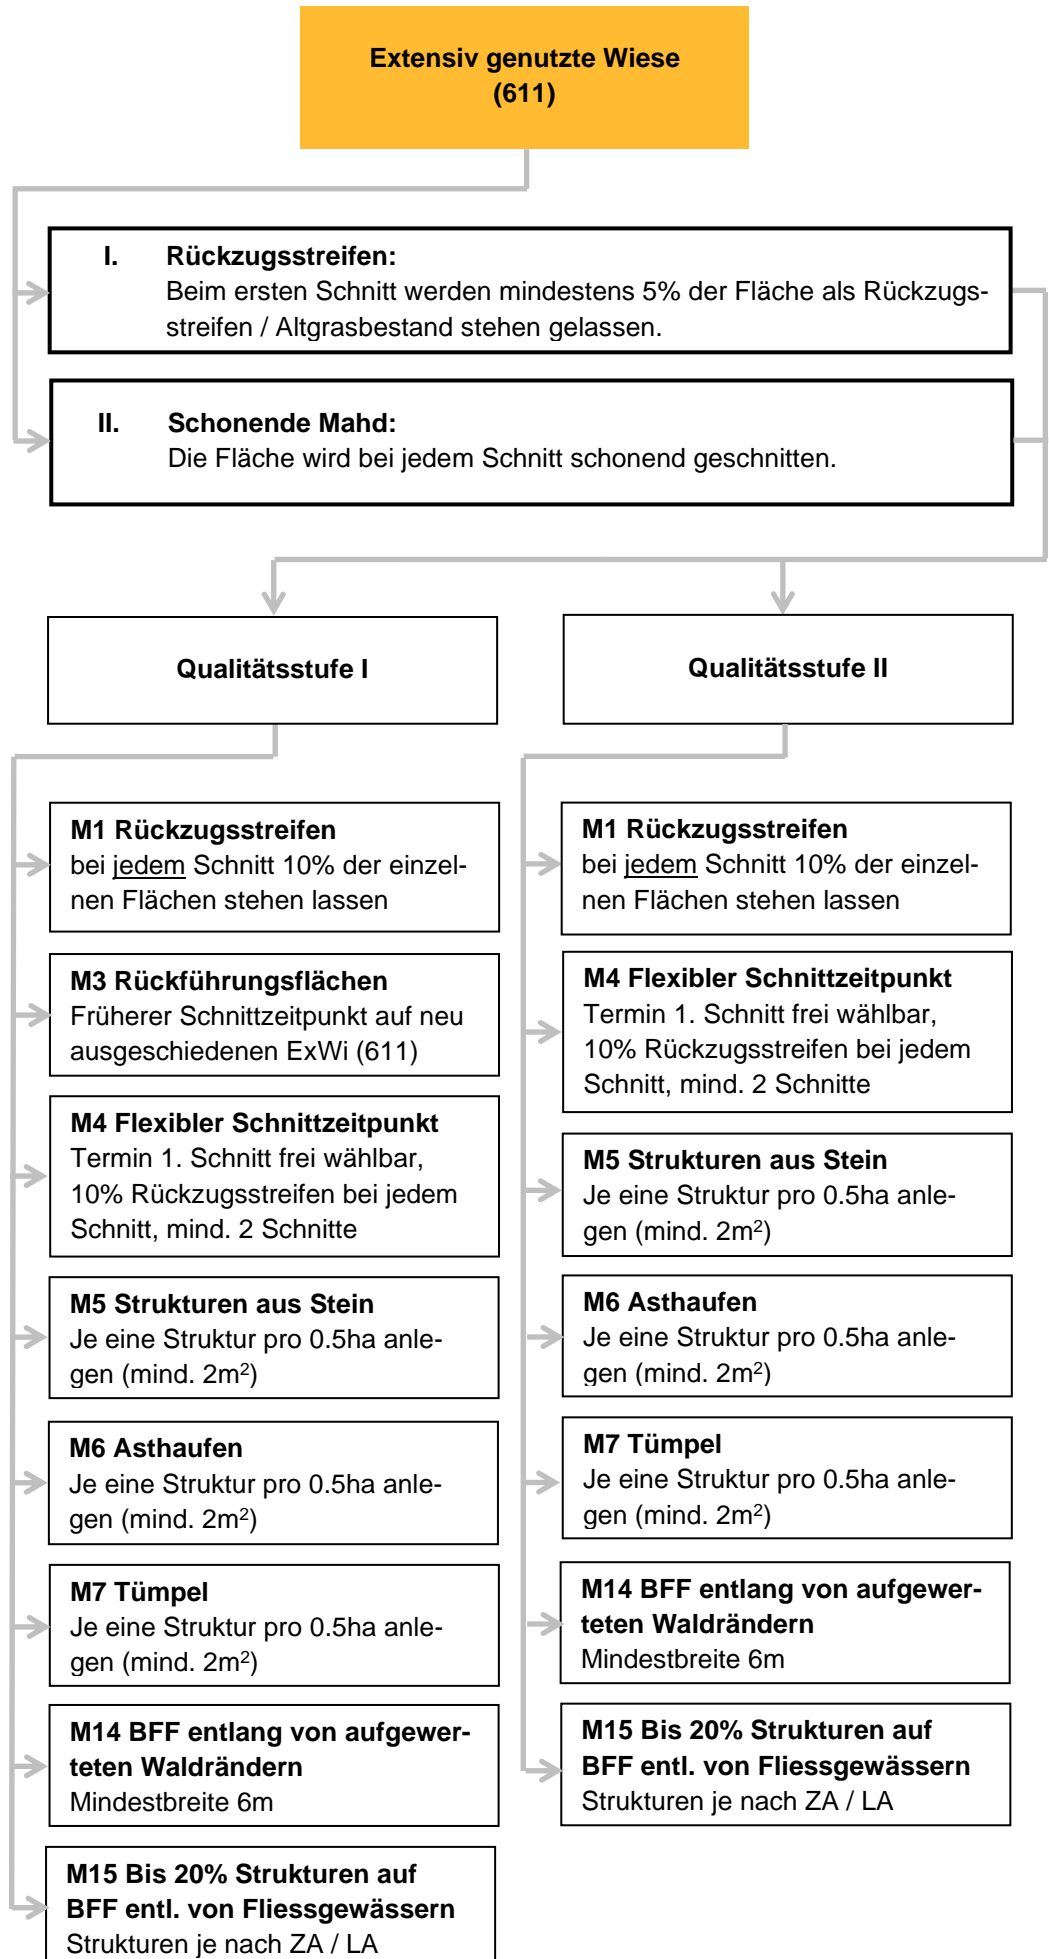 Extensiv genutzte Wiese
(611)
I. Rückzugsstreifen:
Beim ersten Schnitt werden mindestens 5% der Fläche als Rückzugs-
streifen / Altgrasbestand stehen gelassen.
II. Schonende Mahd:
Die Fläche wird bei jedem Schnitt schonend geschnitten.
Qualitätsstufe I
M1 Rückzugsstreifen
bei jedem Schnitt 10% der einzel-
nen Flächen stehen lassen
M3 Rückführungsflächen
Früherer Schnittzeitpunkt auf neu
ausgeschiedenen ExWi (611)
M4 Flexibler Schnittzeitpunkt
Termin 1. Schnitt frei wählbar,
10% Rückzugsstreifen bei jedem
Schnitt, mind. 2 Schnitte
M5 Strukturen aus Stein
Je eine Struktur pro 0.5ha anle-
gen (mind. 2m²)
M6 Asthaufen
Je eine Struktur pro 0.5ha anle-
gen (mind. 2m²)
M7 Tümpel
Je eine Struktur pro 0.5ha anle-
gen (mind. 2m²)
M14 BFF entlang von aufgewer-
teten Waldrändern
Mindestbreite 6m
M15 Bis 20% Strukturen auf
BFF entl. von Fliessgewässern
Strukturen je nach ZA / LA
Qualitätsstufe II
M1 Rückzugsstreifen
bei jedem Schnitt 10% der einzel-
nen Flächen stehen lassen
M4 Flexibler Schnittzeitpunkt
Termin 1. Schnitt frei wählbar,
10% Rückzugsstreifen bei jedem
Schnitt, mind. 2 Schnitte
M5 Strukturen aus Stein
Je eine Struktur pro 0.5ha anle-
gen (mind. 2m²)
M6 Asthaufen
Je eine Struktur pro 0.5ha anle-
gen (mind. 2m²)
M7 Tümpel
Je eine Struktur pro 0.5ha anle-
gen (mind. 2m²)
M14 BFF entlang von aufgewer-
teten Waldrändern
Mindestbreite 6m
M15 Bis 20% Strukturen auf
BFF entl. von Fliessgewässern
Strukturen je nach ZA / LA